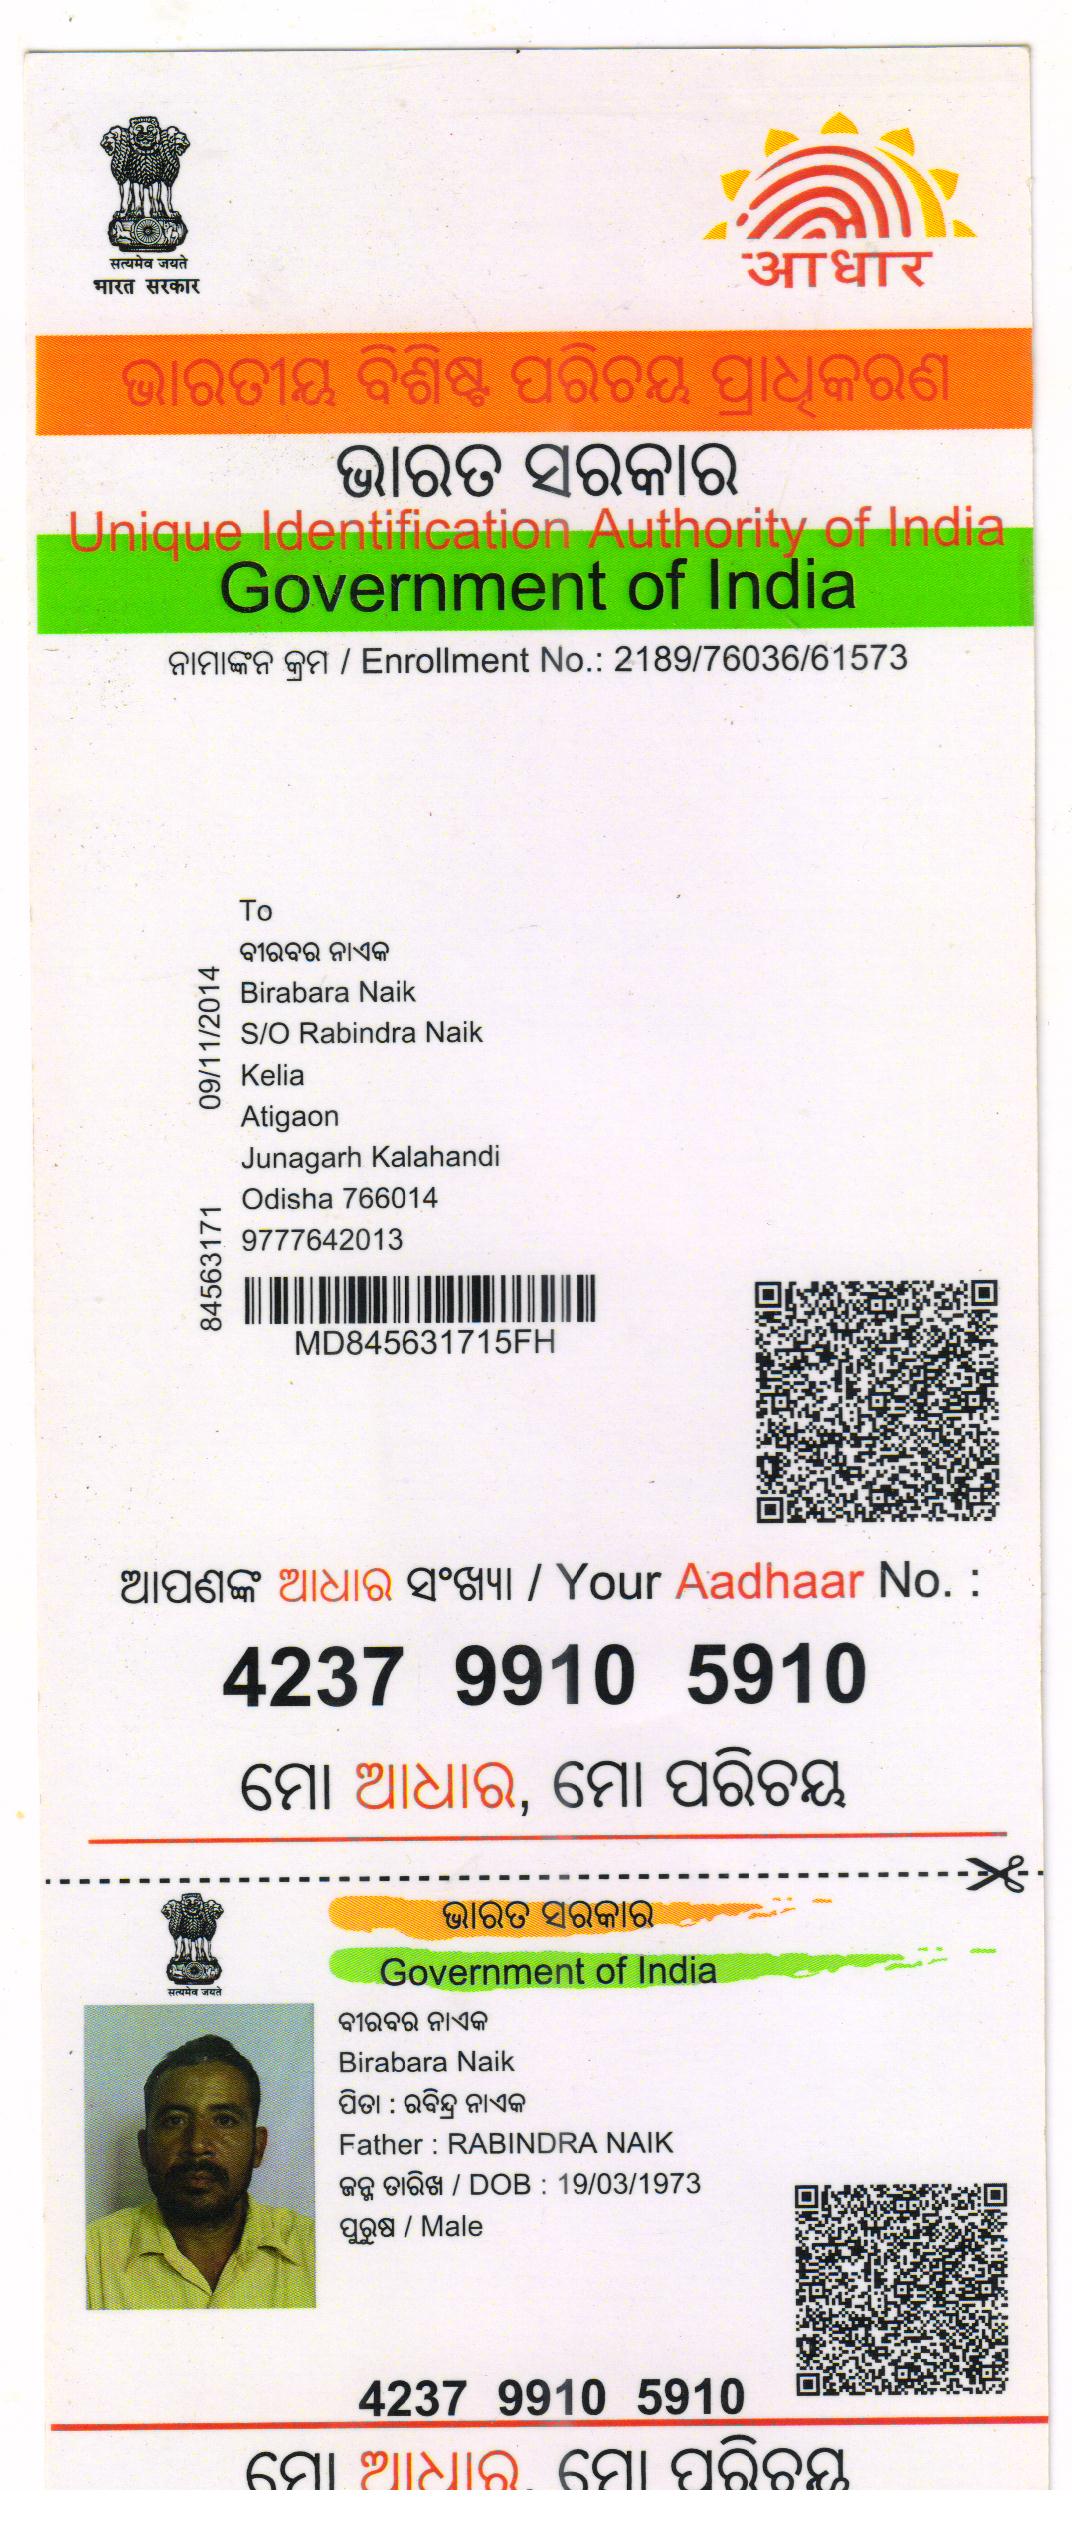 सत्यमेव जयते
भारत सरकार
आधार
ଭାରତୀୟ ବିଶିଷ୍ଟ ପରିଚୟ ପ୍ରାଧିକରଣ
ଭାରତ ସରକାର
Unique Identification Authority of India
Government of India
ନାମାଙ୍କନ କ୍ରମ / Enrollment No.: 2189/76036/61573
To
ବୀରବର ନାଏକ
Birabara Naik
S/O Rabindra Naik
Kelia
Atigaon
Junagarh Kalahandi
Odisha 766014
9777642013
09/11/2014
84563171
MD845631715FH
ଆପଣଙ୍କ ଆଧାର ସଂଖ୍ୟା / Your Aadhaar No. :
4237 9910 5910
ମୋ ଆଧାର, ମୋ ପରିଚୟ
सत्यमेव जयते
ଭାରତ ସରକାର
Government of India
ବୀରବର ନାଏକ
Birabara Naik
ପିତା : ରବିନ୍ଦ୍ର ନାଏକ
Father : RABINDRA NAIK
ଜନ୍ମ ତାରିଖ / DOB : 19/03/1973
ପୁରୁଷ / Male
4237 9910 5910
ମୋ ଆଧାର, ମୋ ପରିଚୟ